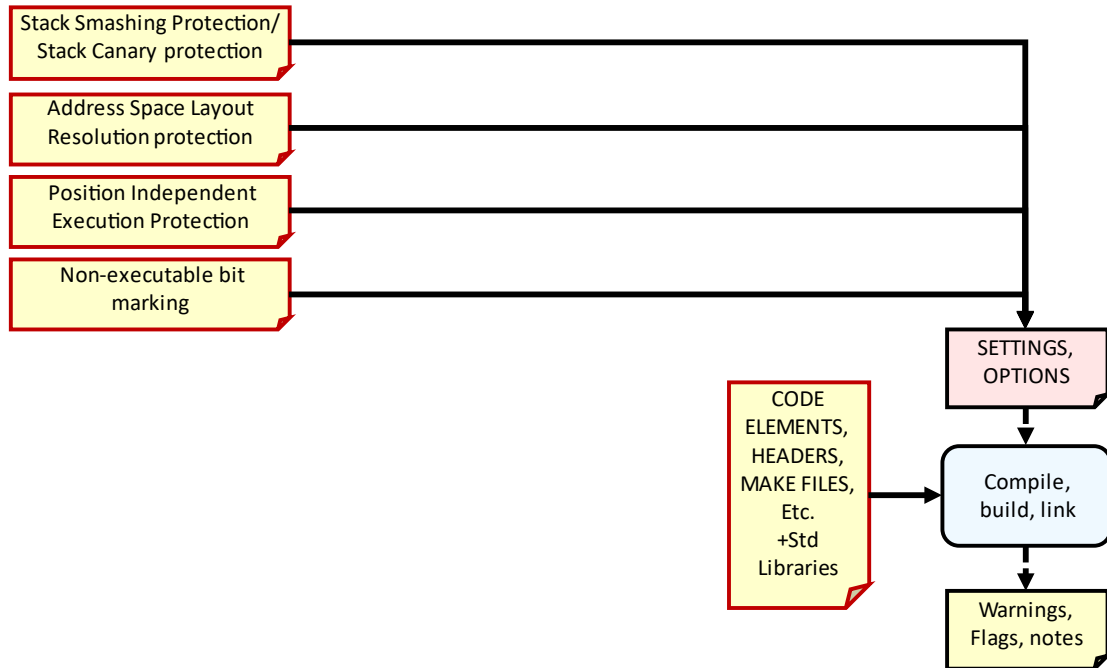 Stack Smashing Protection/
Stack Canary protection
Address Space Layout
Resolution protection
Position Independent
Execution Protection
Non-executable bit
marking
SETTINGS,
OPTIONS
CODE
ELEMENTS,
HEADERS,
MAKE FILES,
Etc.
+Std
Libraries
Compile,
build, link
Warnings,
Flags, notes